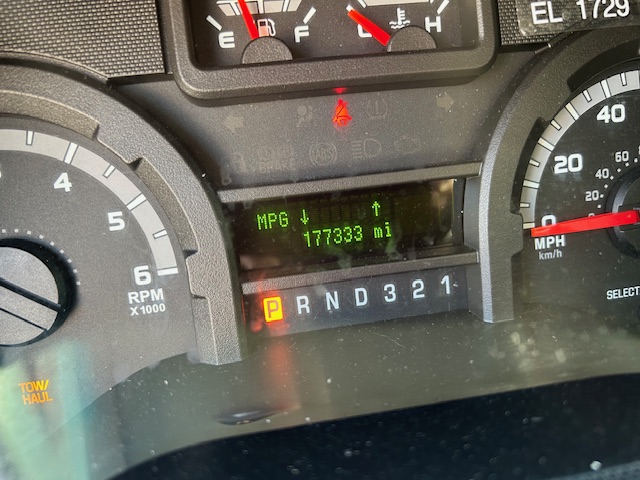 EL 1729
E F
C H
MPG ↓ ↑
177333 mi
P R N D 3 2 1
4
5
6
RPM
X1000
TOW/
HAUL
40
20
0
MPH
km/h
60
40
20
0
SELECT